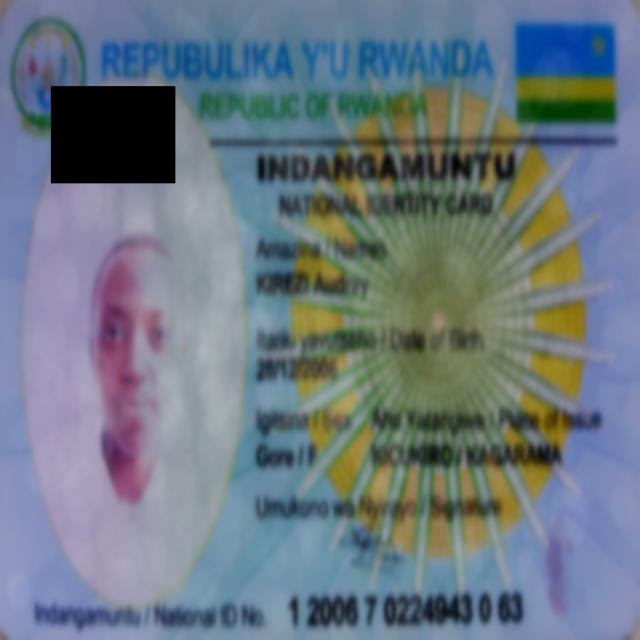 REPUBULIKA Y'U RWANDA
REPUBLIC OF RWANDA
INDANGAMUNTU
NATIONAL IDENTITY CARD
Amazina / Names
KIREZI Audrey
Itariki yavutseho / Date of Birth
28/12/2006
Igitsina / Sex Aho Yatangiwe / Place of Issue
Gore / F KICUKIRO / KAGARAMA
Umukono wa Nyirayo / Signature
Indangamuntu / National ID No. 1 2006 7 0224943 0 63